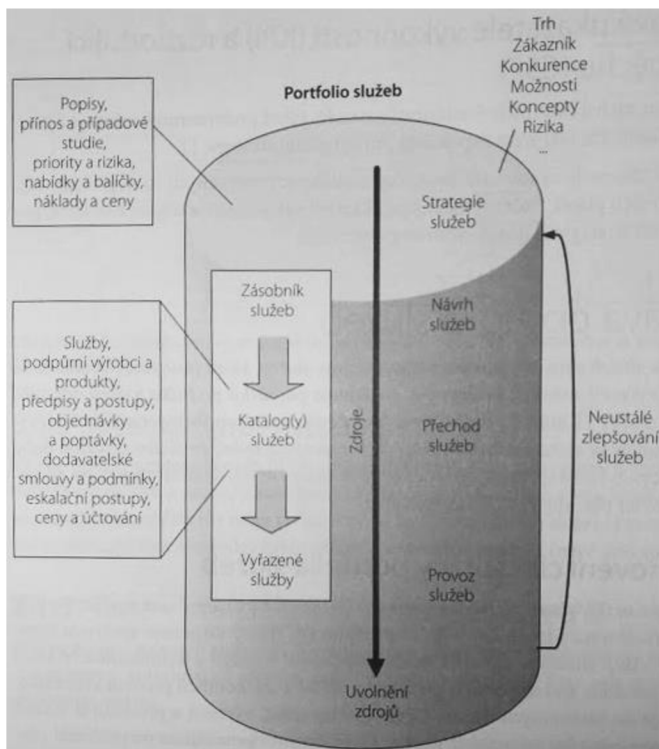 Trh
Zákazník
Konkurence
Možnosti
Koncepty
Rizika
...
Portfolio služeb
Popisy,
přínos a případové
studie,
priority a rizika,
nabídky a balíčky,
náklady a ceny
Strategie
služeb
Zásobník
služeb
Návrh
služeb
Služby,
podpůrní výrobci a
produkty,
předpisy a postupy,
objednávky
a poptávky,
dodavatelské
smlouvy a podmínky,
eskalační postupy,
ceny a účtování
Katalog(y)
služeb
Zdroje
Přechod
služeb
Neustálé
zlepšování
služeb
Vyřazené
služby
Provoz
služeb
Uvolnění
zdrojů